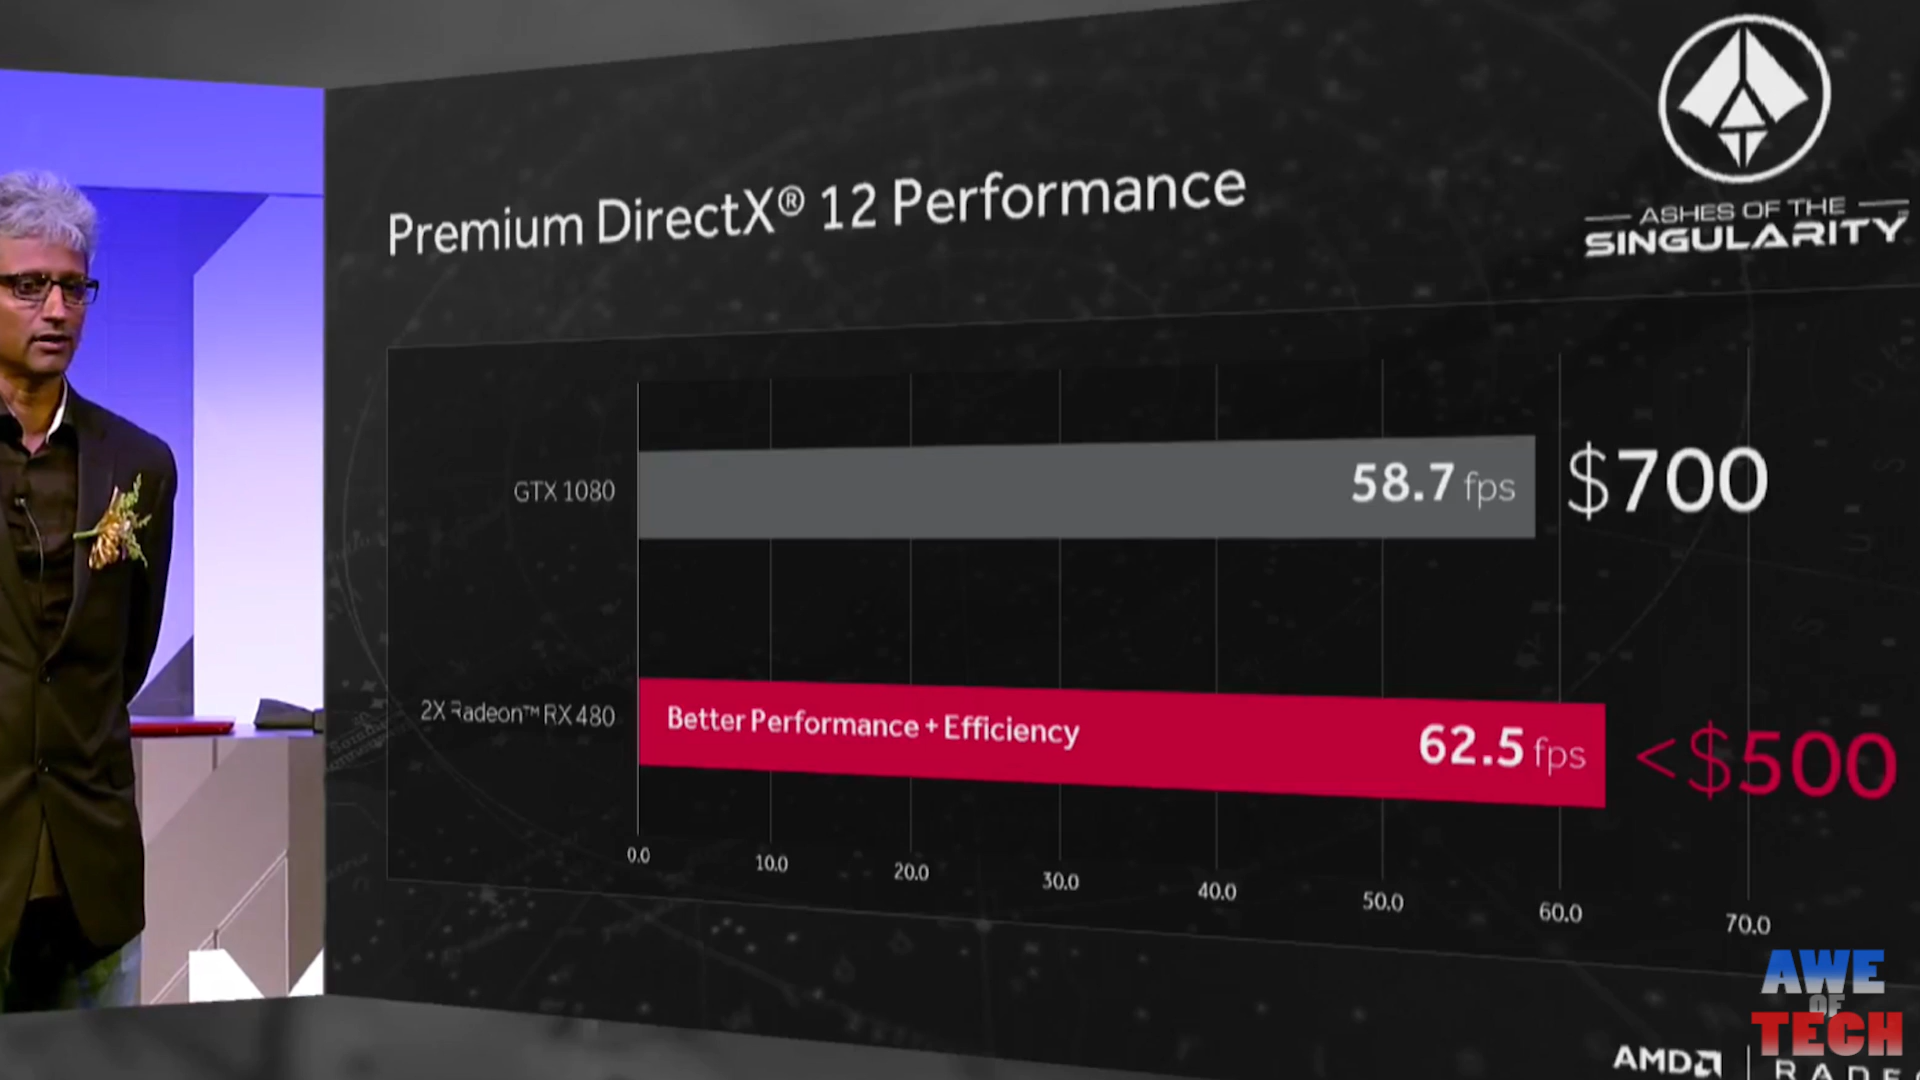 Premium DirectX® 12 Performance
ASHES OF THE
SINGULARITY
GTX 1080
58.7 fps
$700
2X Radeon™ RX 480
Better Performance + Efficiency
62.5 fps
<$500
0.0
10.0
20.0
30.0
40.0
50.0
60.0
70.0
AWE
OF
TECH
AMD